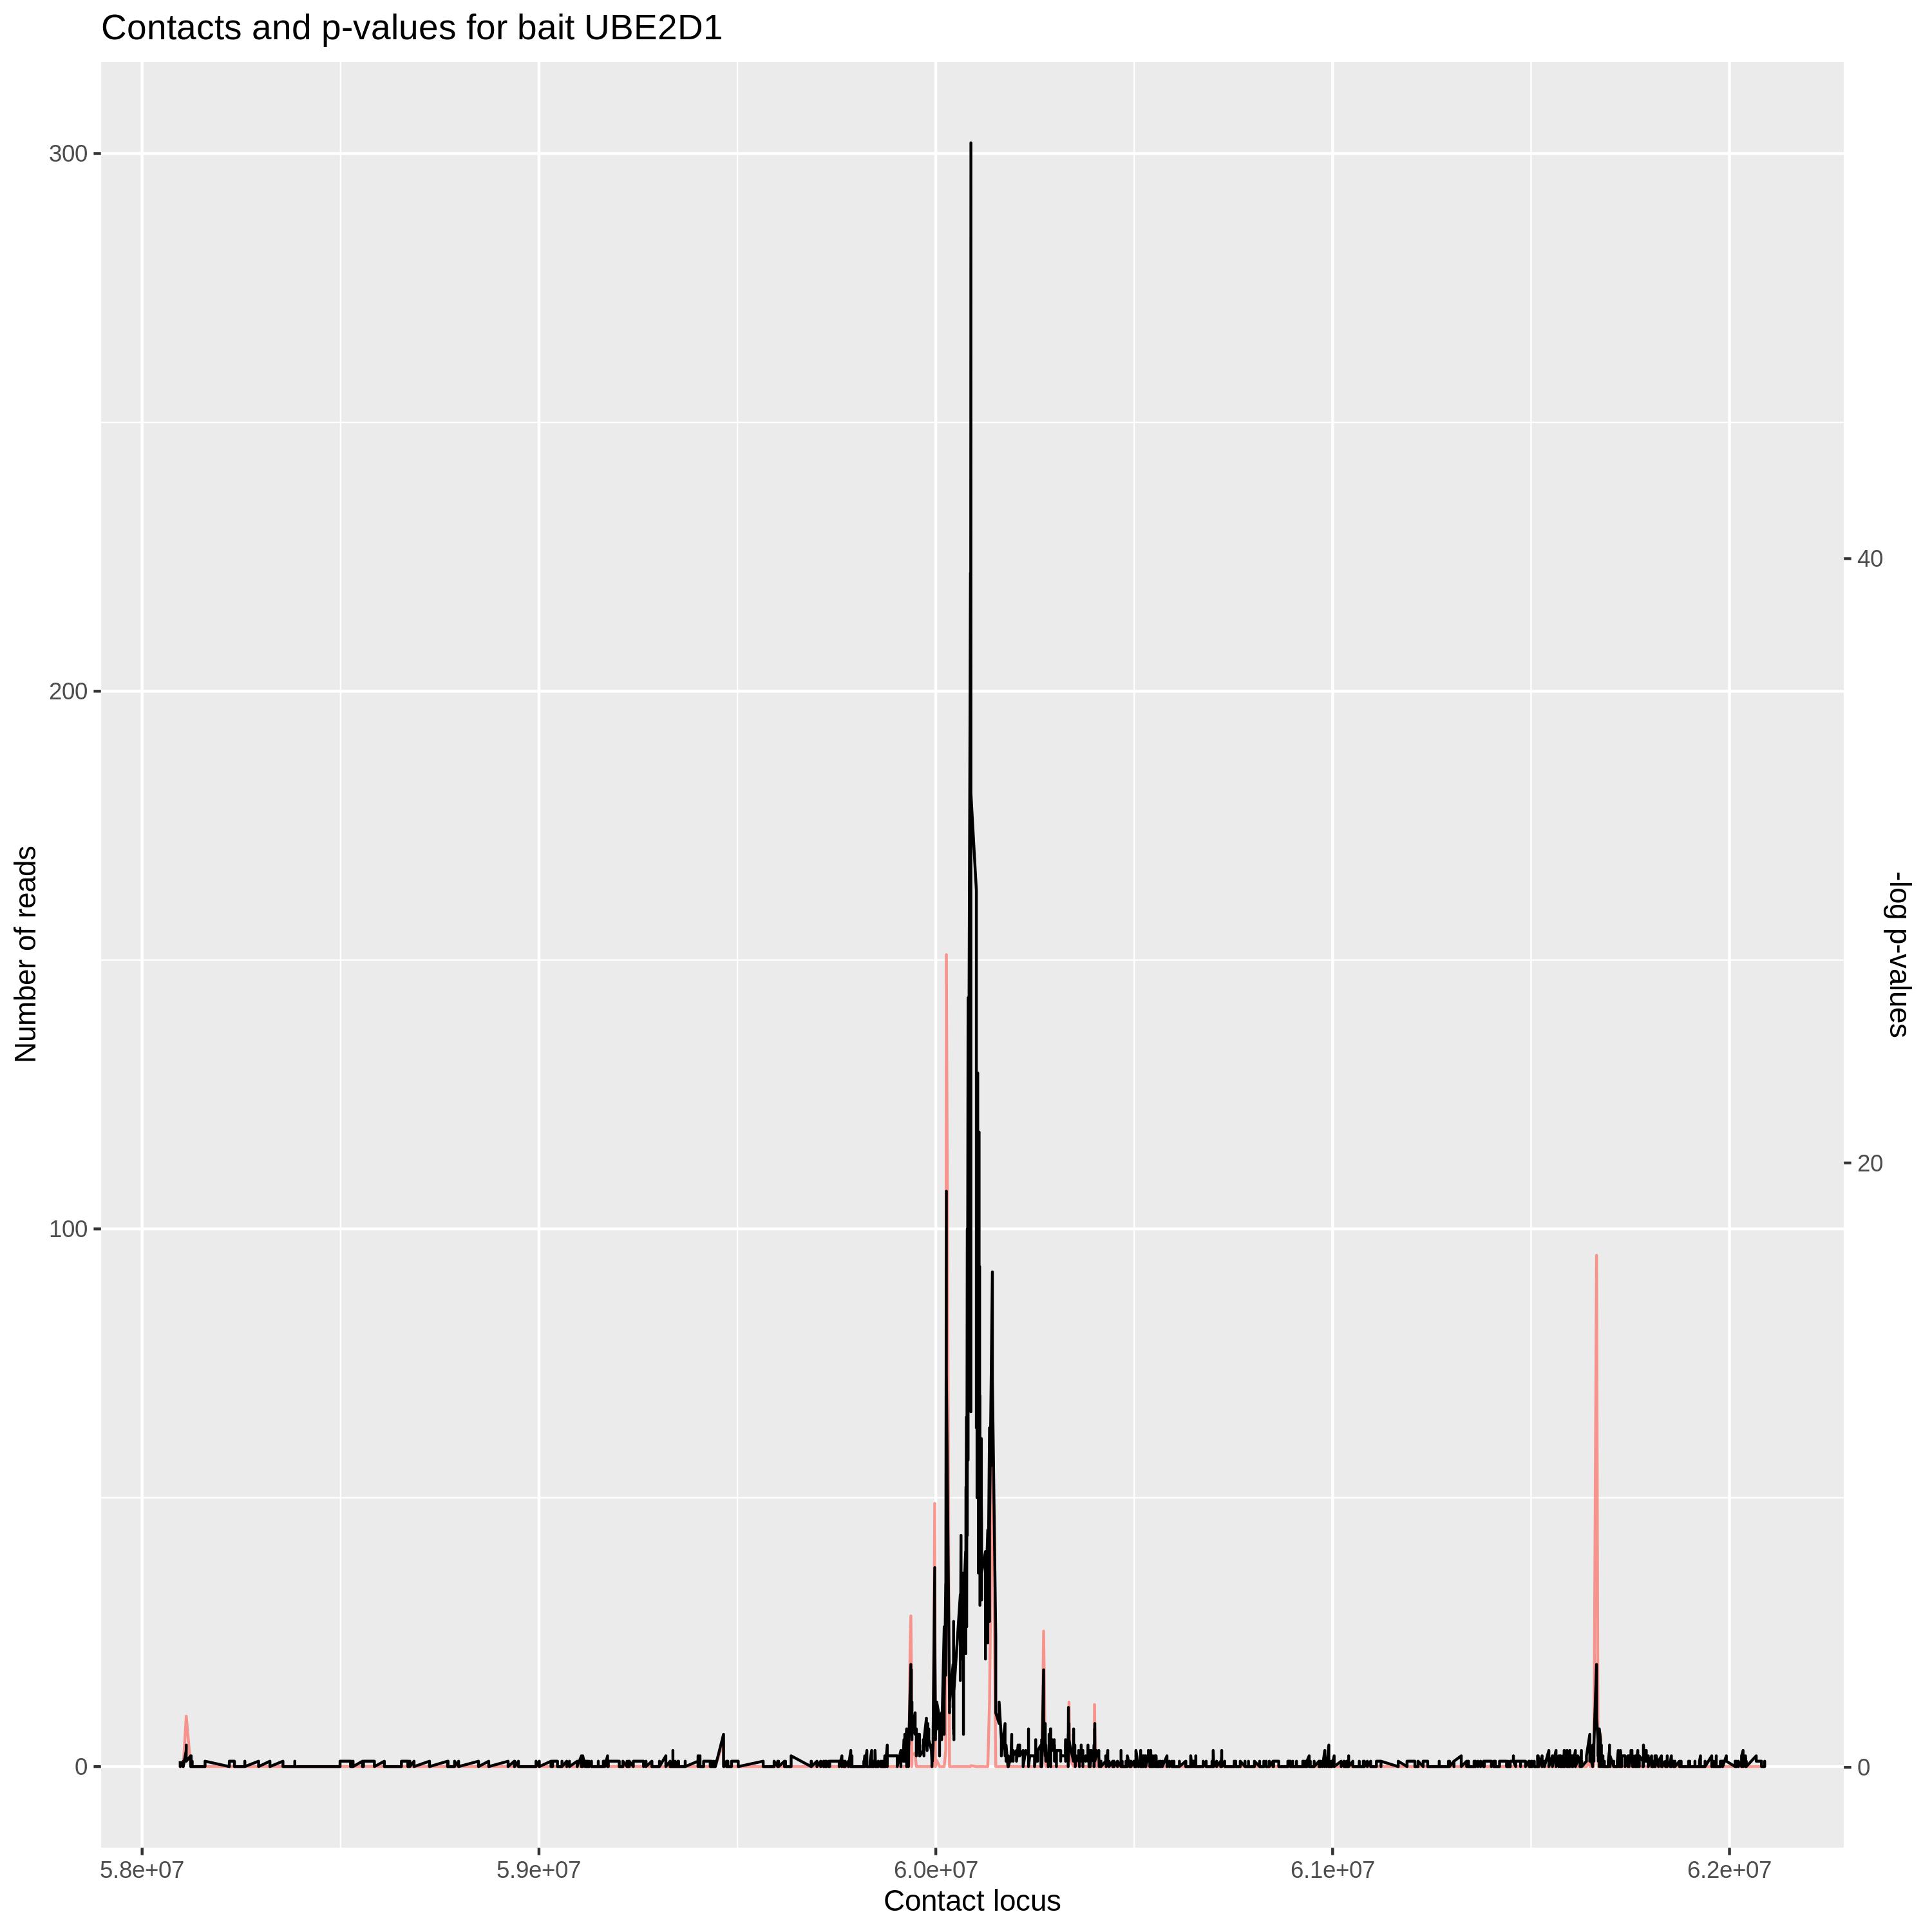 Contacts and p-values for bait UBE2D1
300
200
100
0
Number of reads
40
20
0
-log p-values
5.8e+07
5.9e+07
6.0e+07
6.1e+07
6.2e+07
Contact locus